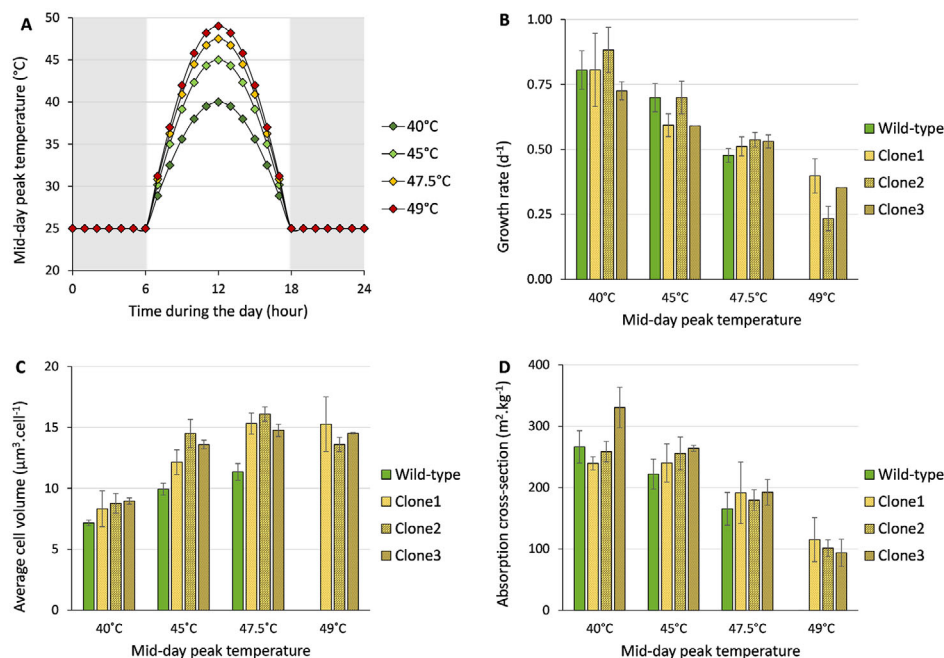 A
Mid-day peak temperature (°C)
50
45
40
35
30
25
20
0
6
12
18
24
Time during the day (hour)
40°C
45°C
47.5°C
49°C
B
Growth rate (d⁻¹)
1.00
0.75
0.50
0.25
0.00
40°C
45°C
47.5°C
49°C
Mid-day peak temperature
Wild-type
Clone1
Clone2
Clone3
C
Average cell volume (µm³.cell⁻¹)
20
15
10
5
0
40°C
45°C
47.5°C
49°C
Mid-day peak temperature
Wild-type
Clone1
Clone2
Clone3
D
Absorption cross-section (m².kg⁻¹)
400
300
200
100
0
40°C
45°C
47.5°C
49°C
Mid-day peak temperature
Wild-type
Clone1
Clone2
Clone3